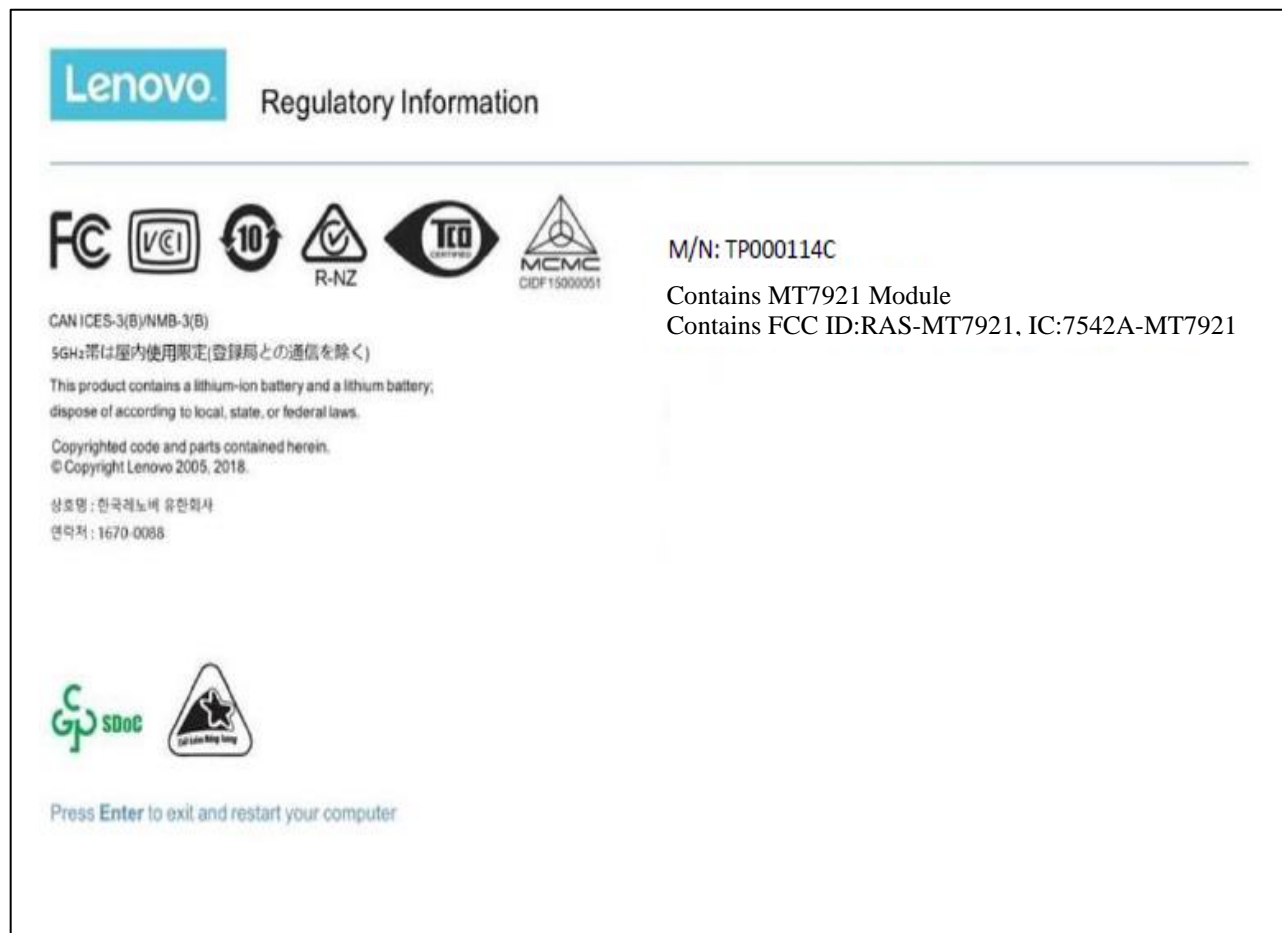 Lenovo.
Regulatory Information
FC VCI 10 R-NZ TCO CERTIFIED MCMC CIDF15000051
M/N: TP000114C
Contains MT7921 Module
Contains FCC ID:RAS-MT7921, IC:7542A-MT7921
CAN ICES-3(B)/NMB-3(B)
5GHz帯は屋内使用限定(登録局との通信を除く)
This product contains a lithium-ion battery and a lithium battery;
dispose of according to local, state, or federal laws.
Copyrighted code and parts contained herein.
© Copyright Lenovo 2005, 2018.
상호명 : 한국레노버 유한회사
연락처 : 1670-0088
SDoC
Press Enter to exit and restart your computer